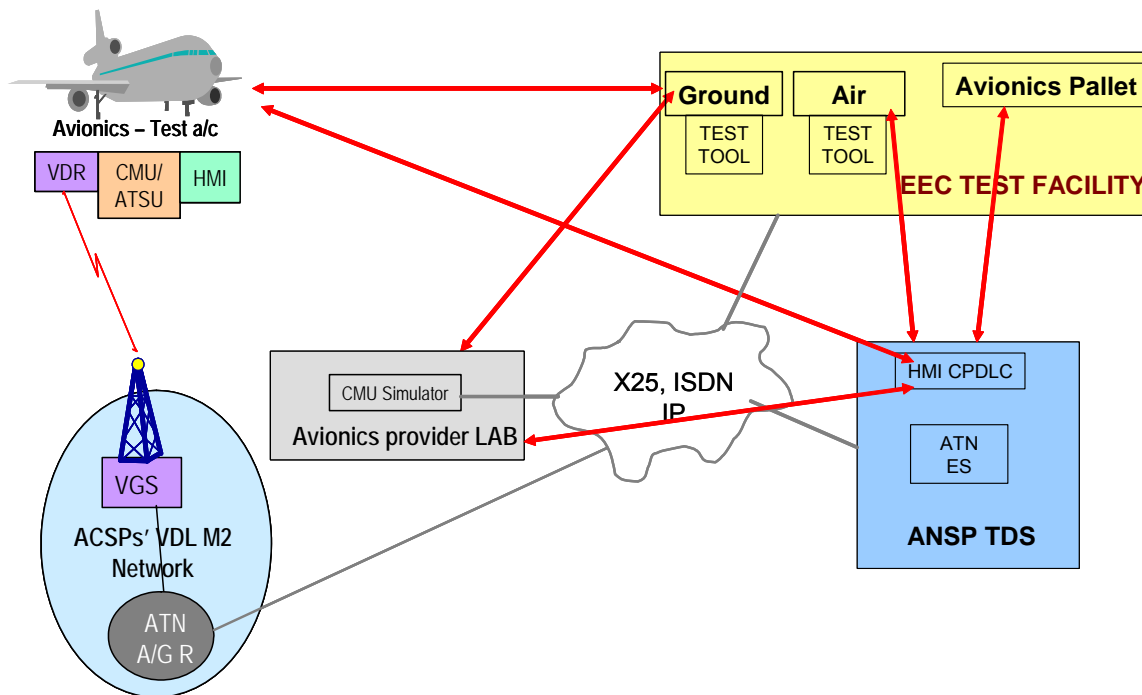 Avionics – Test a/c
VDR
CMU/
ATSU
HMI
Ground
Air
Avionics Pallet
TEST
TOOL
TEST
TOOL
EEC TEST FACILITY
CMU Simulator
Avionics provider LAB
X25, ISDN
IP
HMI CPDLC
ATN
ES
ANSP TDS
VGS
ACSPs' VDL M2
Network
ATN
A/G R